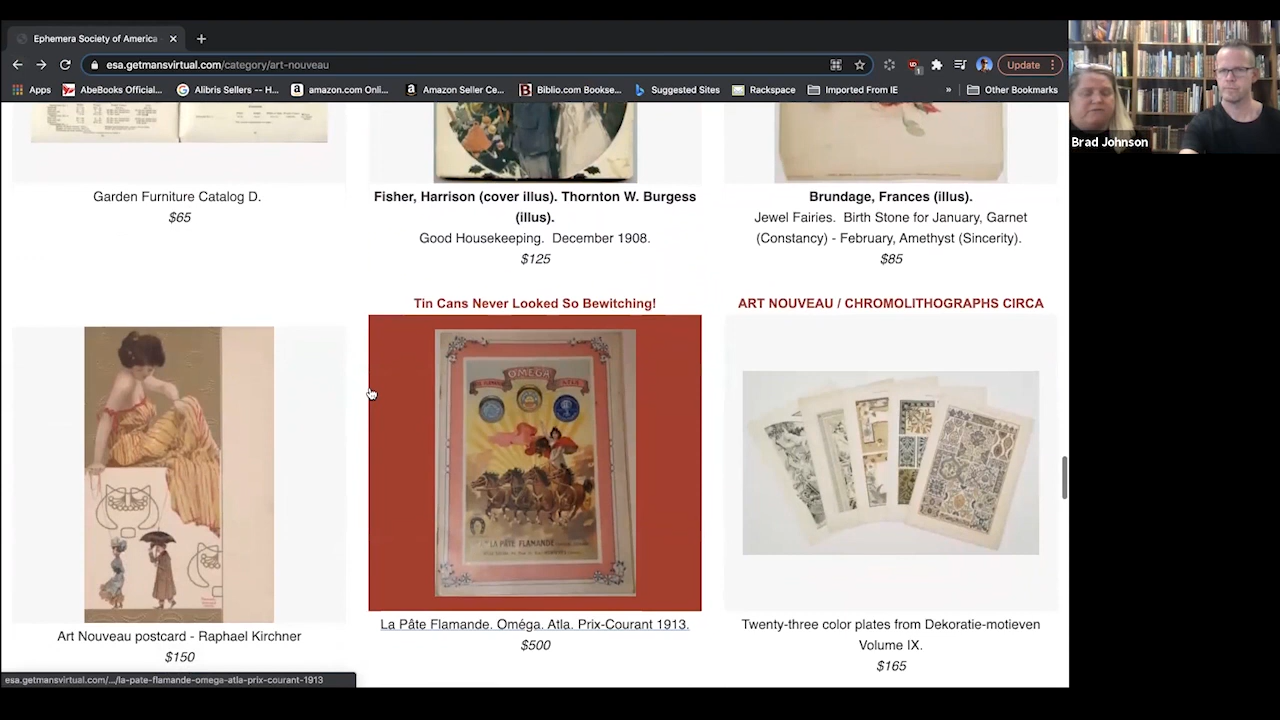 Ephemera Society of America
esa.getmansvirtual.com/category/art-nouveau
Update
Apps
AbeBooks Official...
Alibris Sellers -- H...
amazon.com Onli...
Amazon Seller Ce...
Biblio.com Bookse...
Suggested Sites
Rackspace
Imported From IE
»
Other Bookmarks
Brad Johnson
Garden Furniture Catalog D.
$65
Fisher, Harrison (cover illus). Thornton W. Burgess
(illus).
Good Housekeeping. December 1908.
$125
Brundage, Frances (illus).
Jewel Fairies. Birth Stone for January, Garnet
(Constancy) - February, Amethyst (Sincerity).
$85
Tin Cans Never Looked So Bewitching!
ART NOUVEAU / CHROMOLITHOGRAPHS CIRCA
OMEGA
LA PÂTE FLAMANDE
Art Nouveau postcard - Raphael Kirchner
$150
La Pâte Flamande. Oméga. Atla. Prix-Courant 1913.
$500
Twenty-three color plates from Dekoratie-motieven
Volume IX.
$165
esa.getmansvirtual.com/.../la-pate-flamande-omega-atla-prix-courant-1913